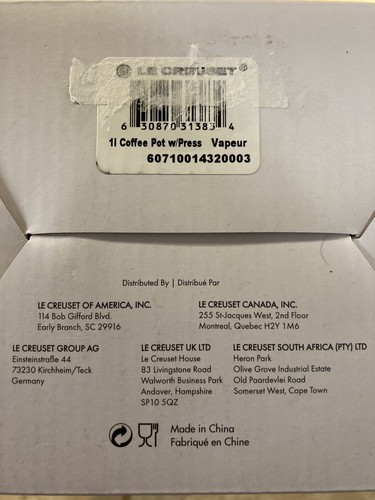 LE CREUSET®
6 30870 31383 4
1l Coffee Pot w/Press Vapeur
60710014320003
Distributed By | Distribué Par
LE CREUSET OF AMERICA, INC.
114 Bob Gifford Blvd.
Early Branch, SC 29916
LE CREUSET CANADA, INC.
255 St-Jacques West, 2nd Floor
Montreal, Quebec H2Y 1M6
LE CREUSET GROUP AG
Einsteinstraße 44
73230 Kirchheim/Teck
Germany
LE CREUSET UK LTD
Le Creuset House
83 Livingstone Road
Walworth Business Park
Andover, Hampshire
SP10 5QZ
LE CREUSET SOUTH AFRICA (PTY) LTD
Heron Park
Olive Grove Industrial Estate
Old Paardevlei Road
Somerset West, Cape Town
Made in China
Fabriqué en Chine